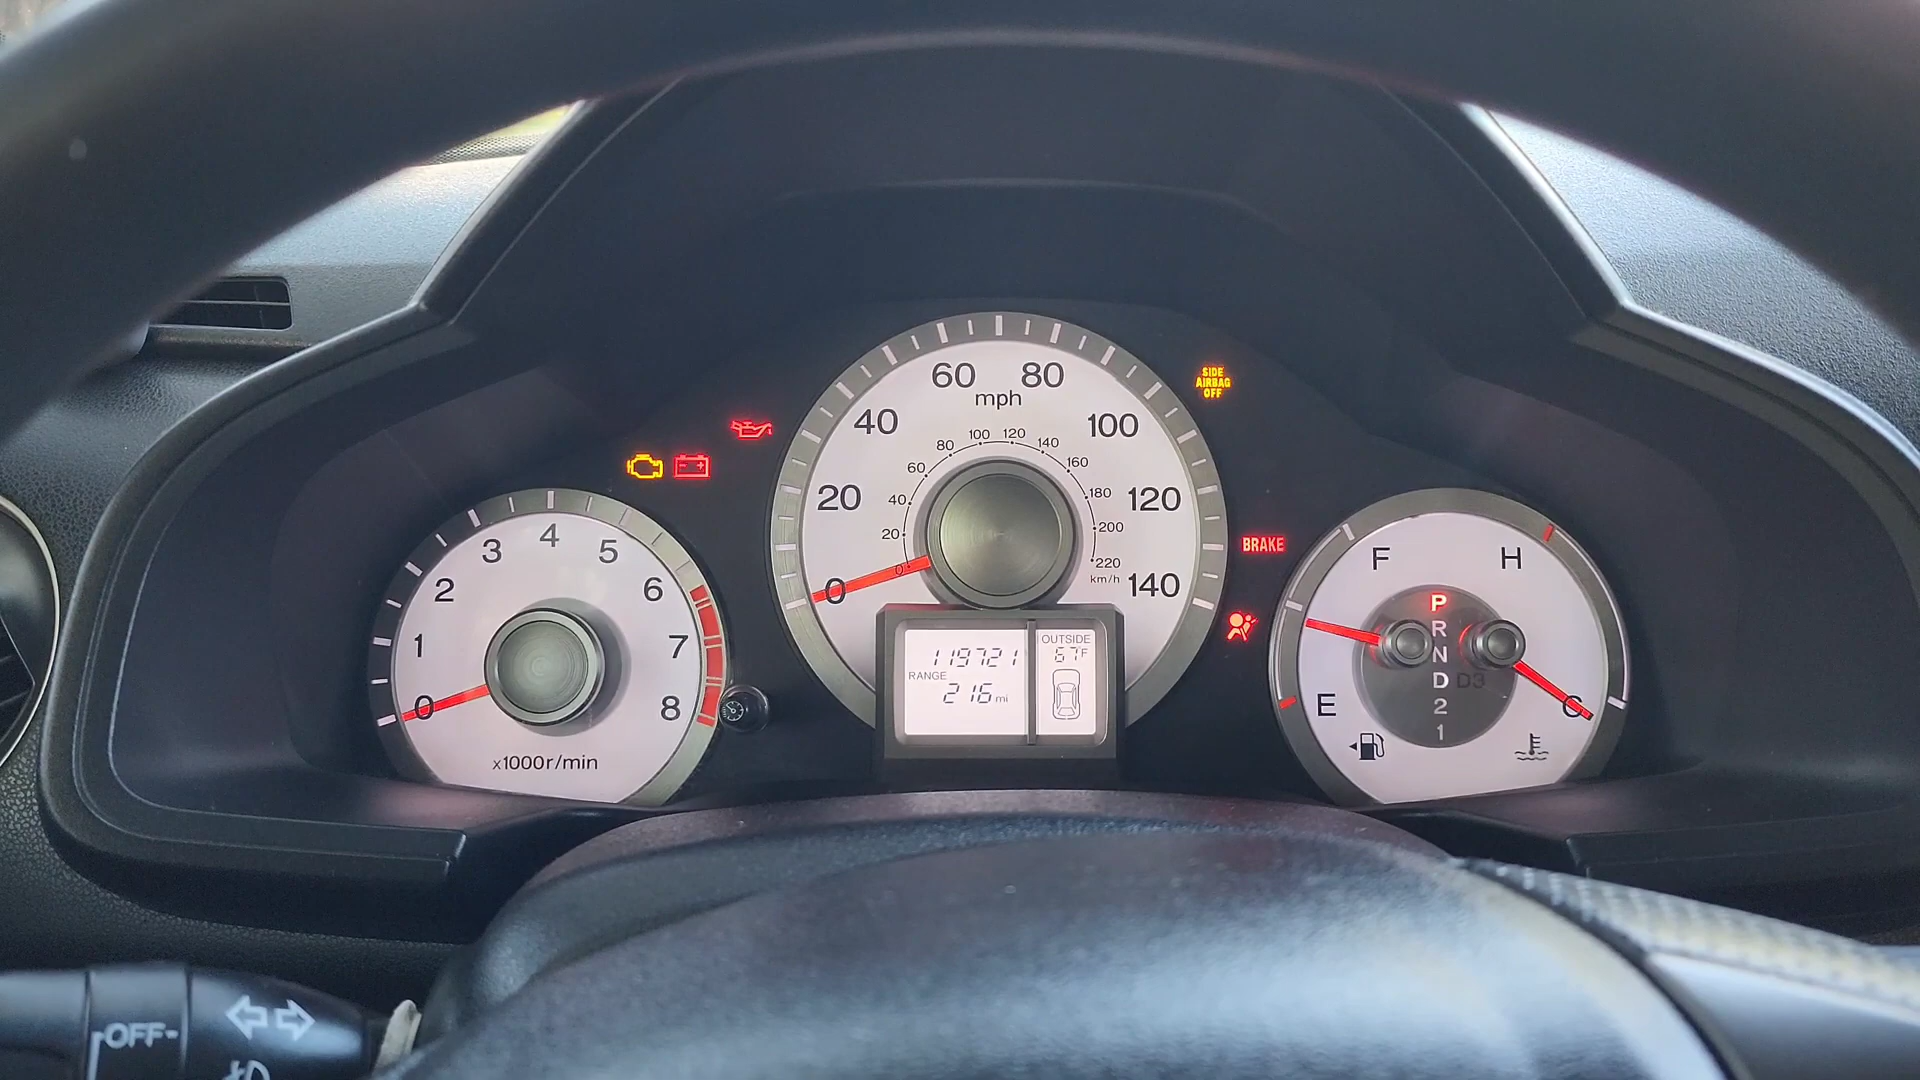 SIDE
AIRBAG
OFF
60 80
mph
40 100
20 120
0 140
20 40 60 80 100 120 140 160 180 200 220
0
km/h
BRAKE
0 1 2 3 4 5 6 7 8
x1000r/min
119721
RANGE
216 mi
OUTSIDE
67°F
F H
E C
P
R
N
D D3
2
1
OFF